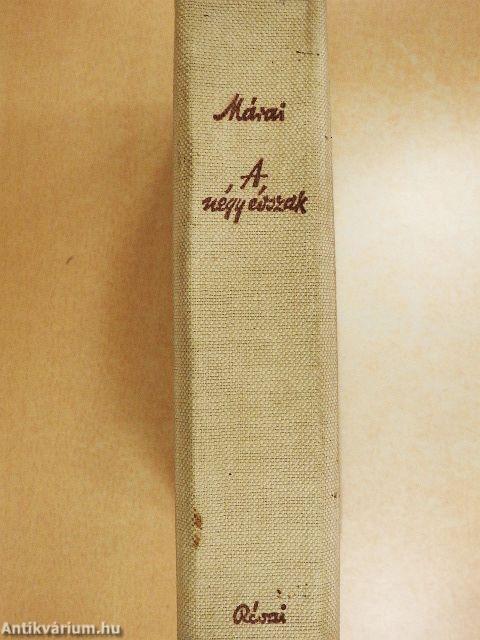 Márai
A
négy évszak
Révai
Antikvárium.hu